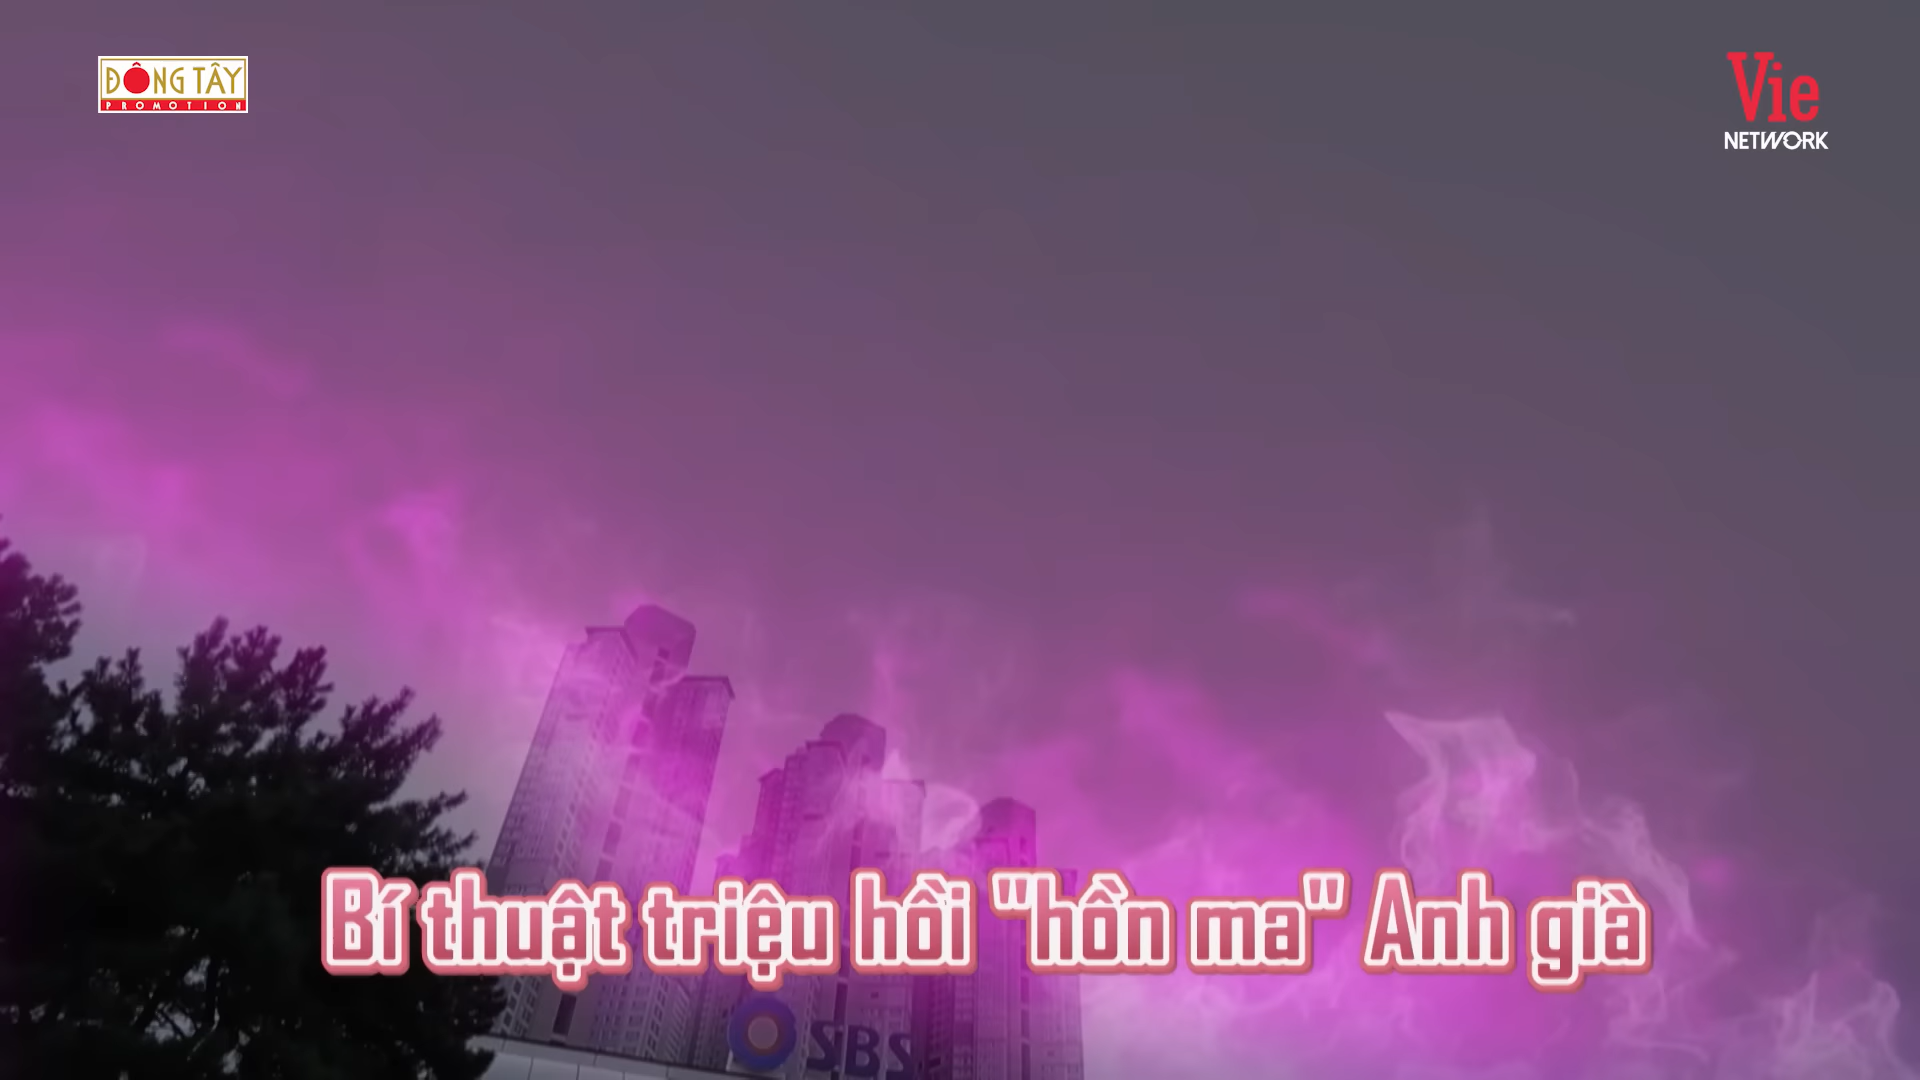 ĐÔNG TÂY
PROMOTION
Vie
NETWORK
Bí thuật triệu hồi "hồn ma" Anh già
SBS